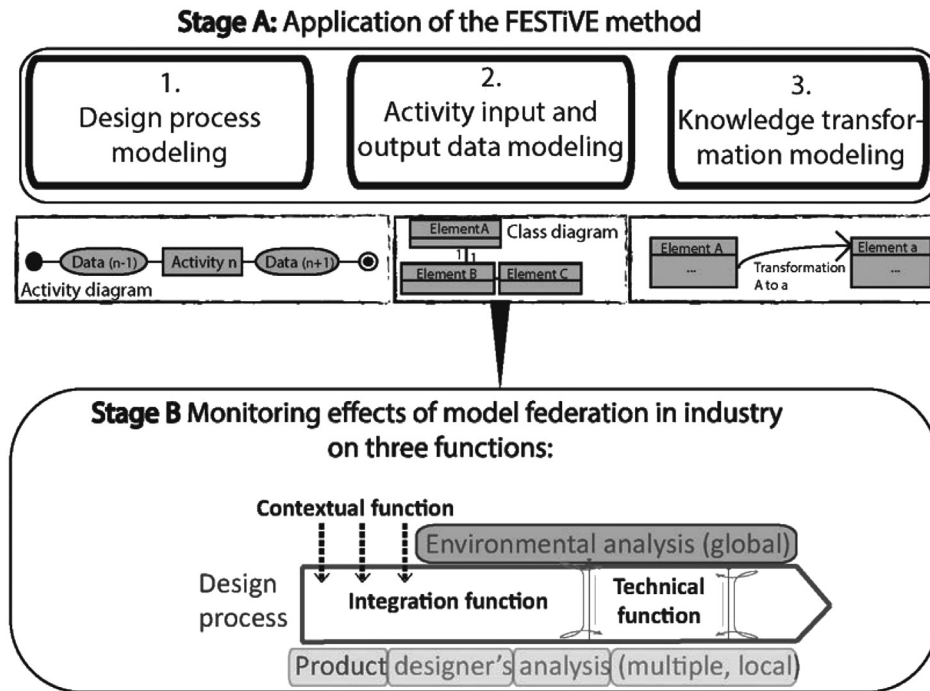 Stage A: Application of the FESTiVE method
1.
Design process
modeling
2.
Activity input and
output data modeling
3.
Knowledge transfor-
mation modeling
Data (n-1)
Activity n
Data (n+1)
Activity diagram
ElementA
Class diagram
1 1
Element B
Element C
Element A
...
Transformation
A to a
Element a
...
Stage B Monitoring effects of model federation in industry
on three functions:
Contextual function
Environmental analysis (global)
Design
process
Integration function
Technical
function
Product designer's analysis (multiple, local)